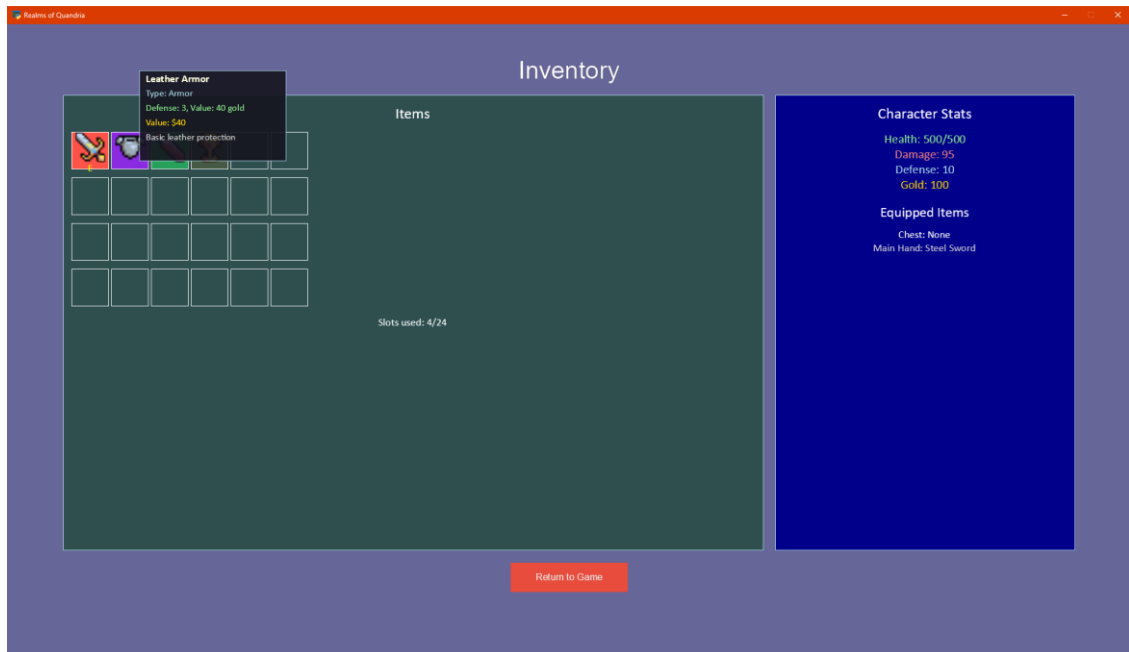 Realms of Quandria
Inventory
Leather Armor
Type: Armor
Defense: 3, Value: 40 gold
Value: $40
Basic leather protection
Items
E
Slots used: 4/24
Character Stats
Health: 500/500
Damage: 95
Defense: 10
Gold: 100
Equipped Items
Chest: None
Main Hand: Steel Sword
Return to Game